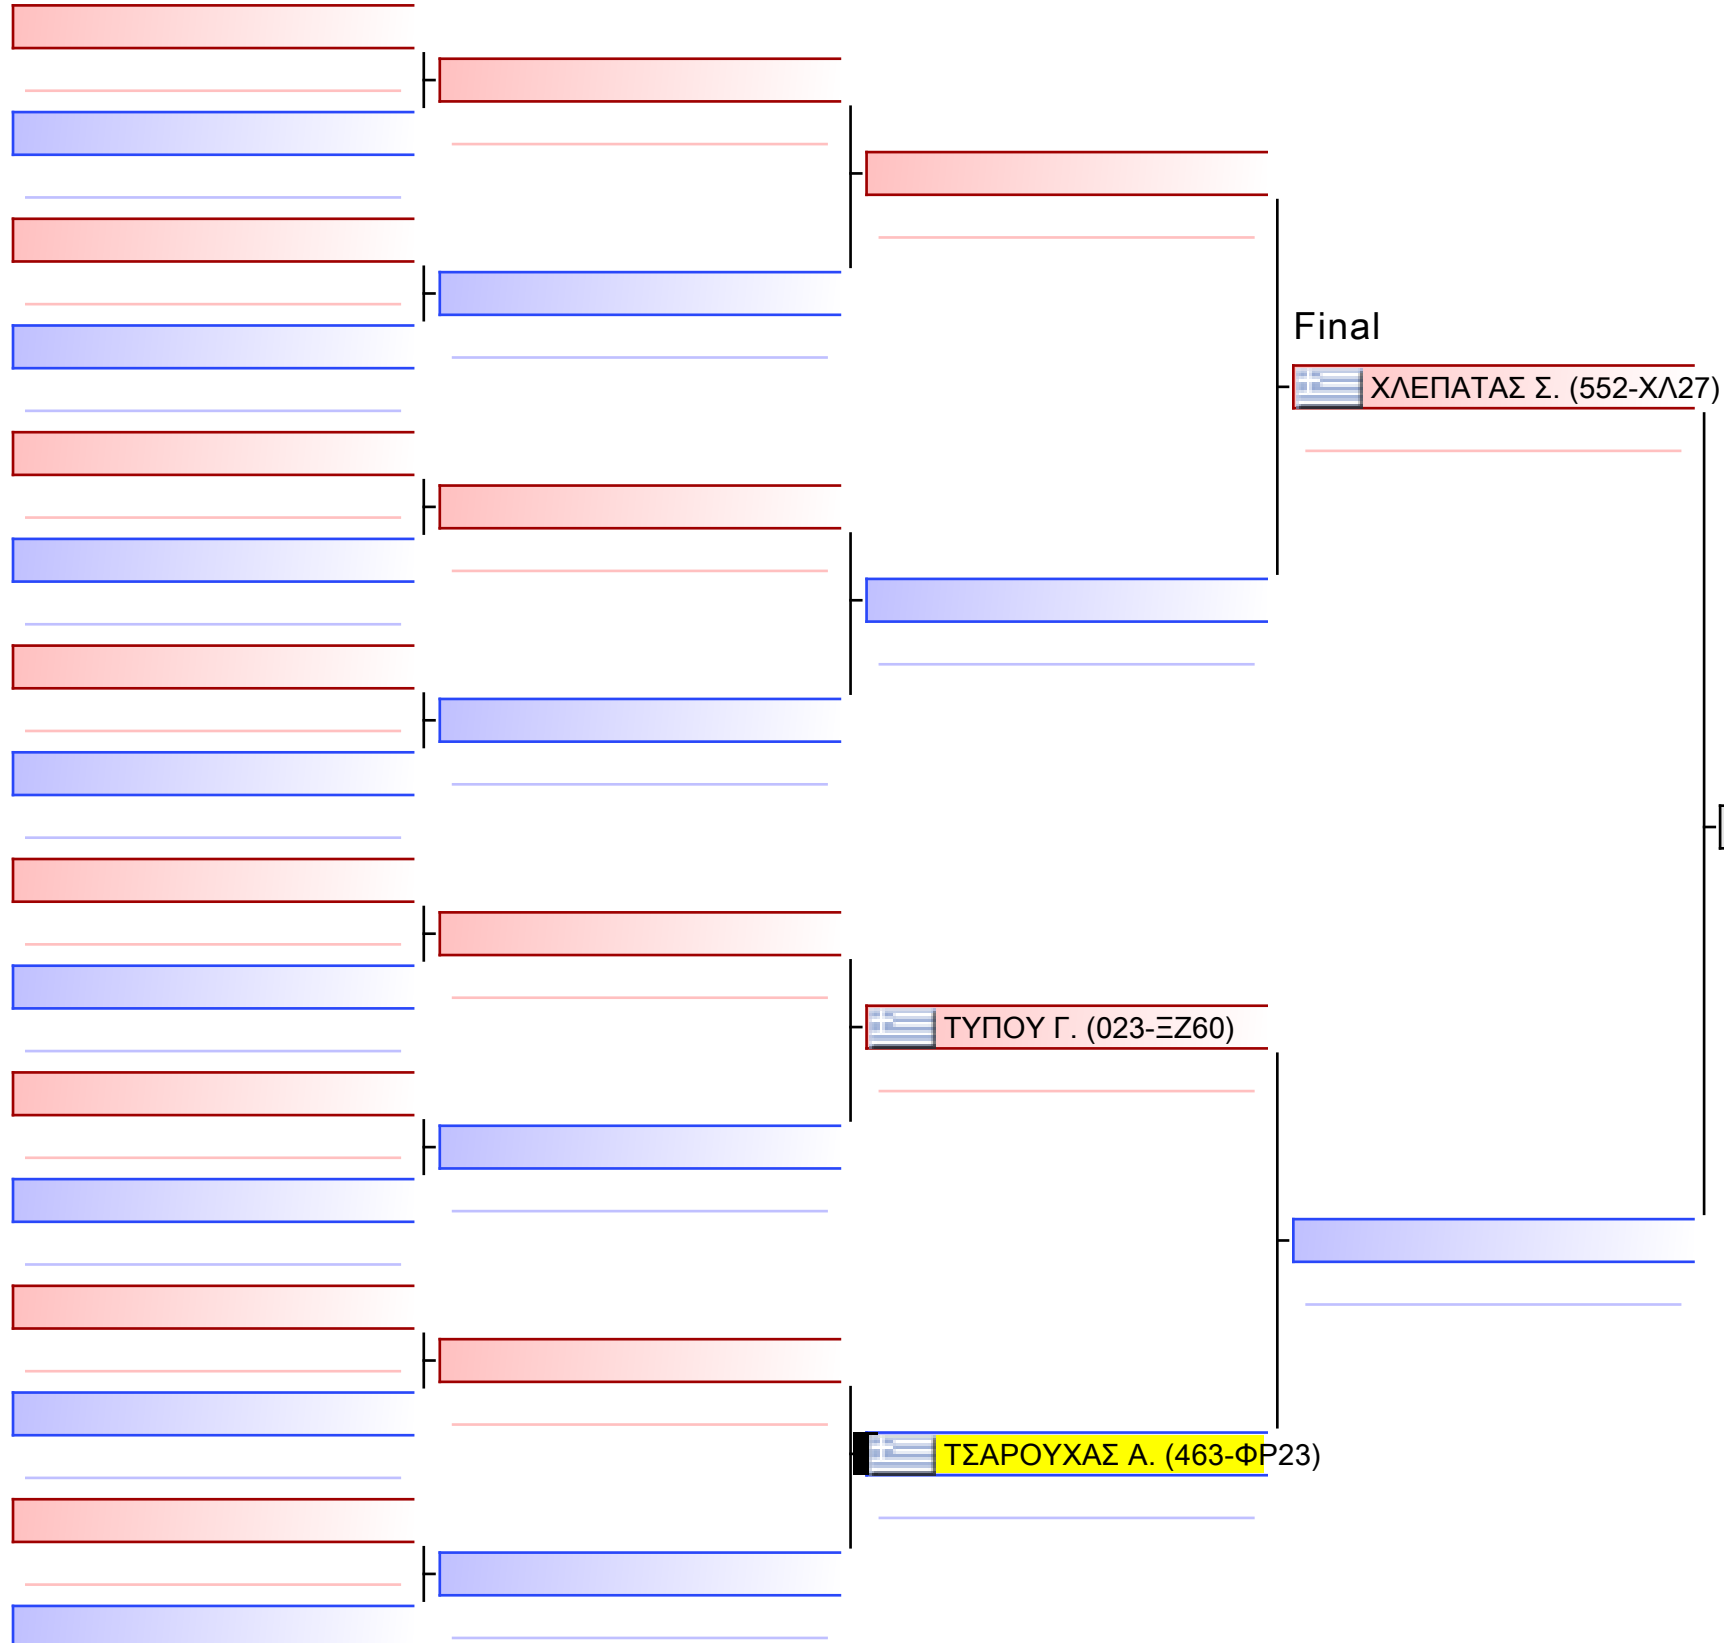 Final
ΧΛΕΠΑΤΑΣ Σ. (552-ΧΛ27)
ΤΥΠΟΥ Γ. (023-ΞΖ60)
ΤΣΑΡΟΥΧΑΣ Α. (463-ΦΡ23)